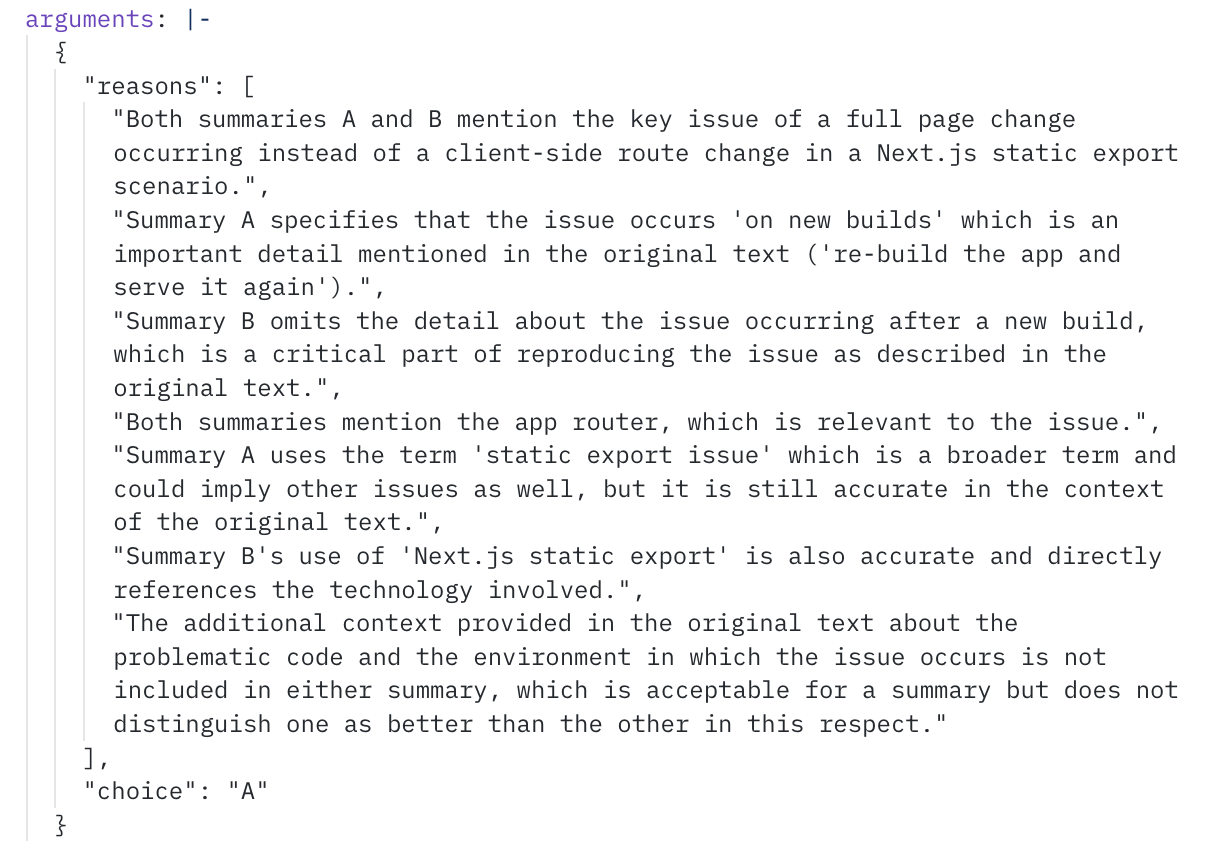 arguments: |-
{
"reasons": [
"Both summaries A and B mention the key issue of a full page change
occurring instead of a client-side route change in a Next.js static export
scenario.",
"Summary A specifies that the issue occurs 'on new builds' which is an
important detail mentioned in the original text ('re-build the app and
serve it again').",
"Summary B omits the detail about the issue occurring after a new build,
which is a critical part of reproducing the issue as described in the
original text.",
"Both summaries mention the app router, which is relevant to the issue.",
"Summary A uses the term 'static export issue' which is a broader term and
could imply other issues as well, but it is still accurate in the context
of the original text.",
"Summary B's use of 'Next.js static export' is also accurate and directly
references the technology involved.",
"The additional context provided in the original text about the
problematic code and the environment in which the issue occurs is not
included in either summary, which is acceptable for a summary but does not
distinguish one as better than the other in this respect."
],
"choice": "A"
}